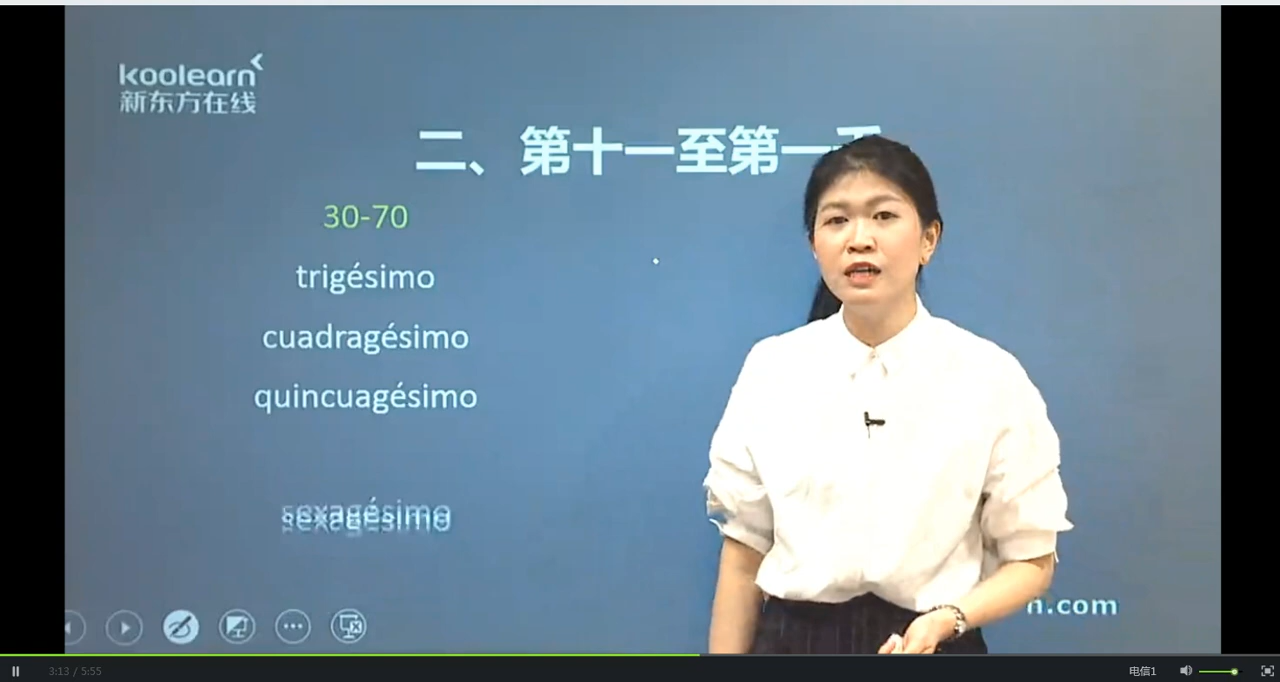 koolearn
新东方在线
二、第十一至第一
30-70
trigésimo
cuadragésimo
quincuagésimo
sexagésimo
n.com
3:13 / 5:55
电信1